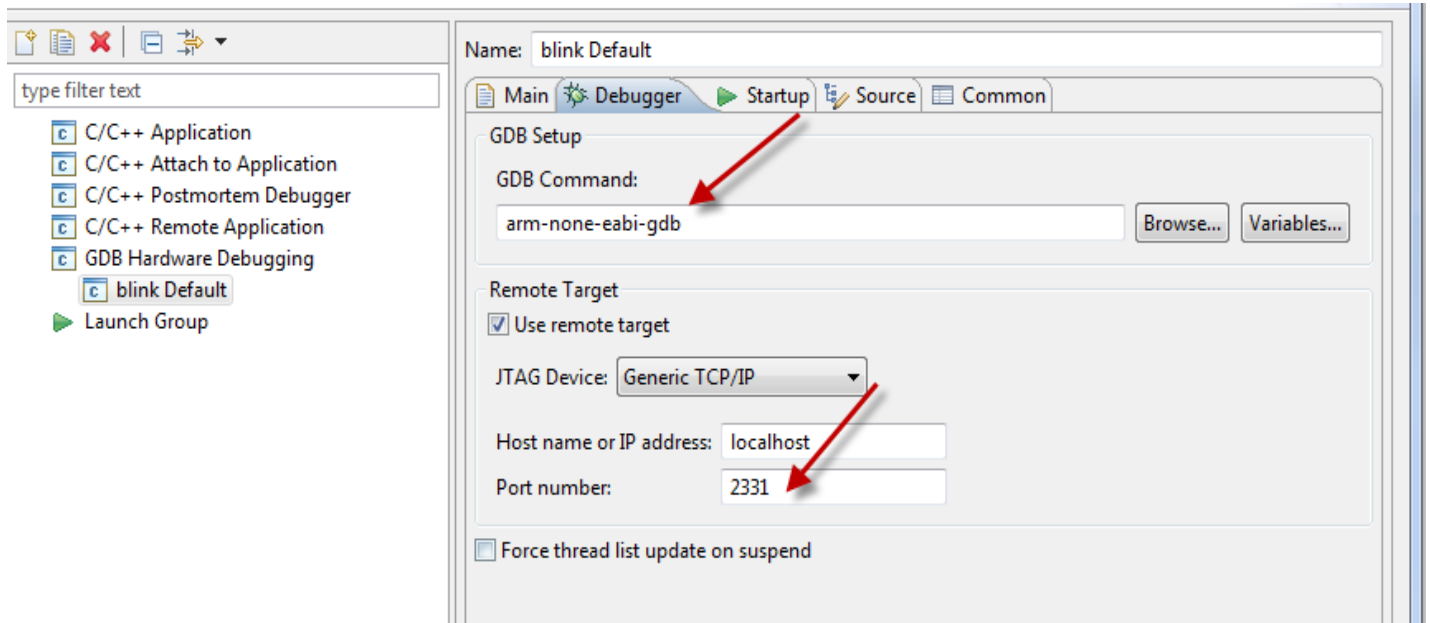 type filter text
C/C++ Application
C/C++ Attach to Application
C/C++ Postmortem Debugger
C/C++ Remote Application
GDB Hardware Debugging
blink Default
Launch Group
Name: blink Default
Main Debugger Startup Source Common
GDB Setup
GDB Command:
arm-none-eabi-gdb Browse... Variables...
Remote Target
Use remote target
JTAG Device: Generic TCP/IP
Host name or IP address: localhost
Port number: 2331
Force thread list update on suspend